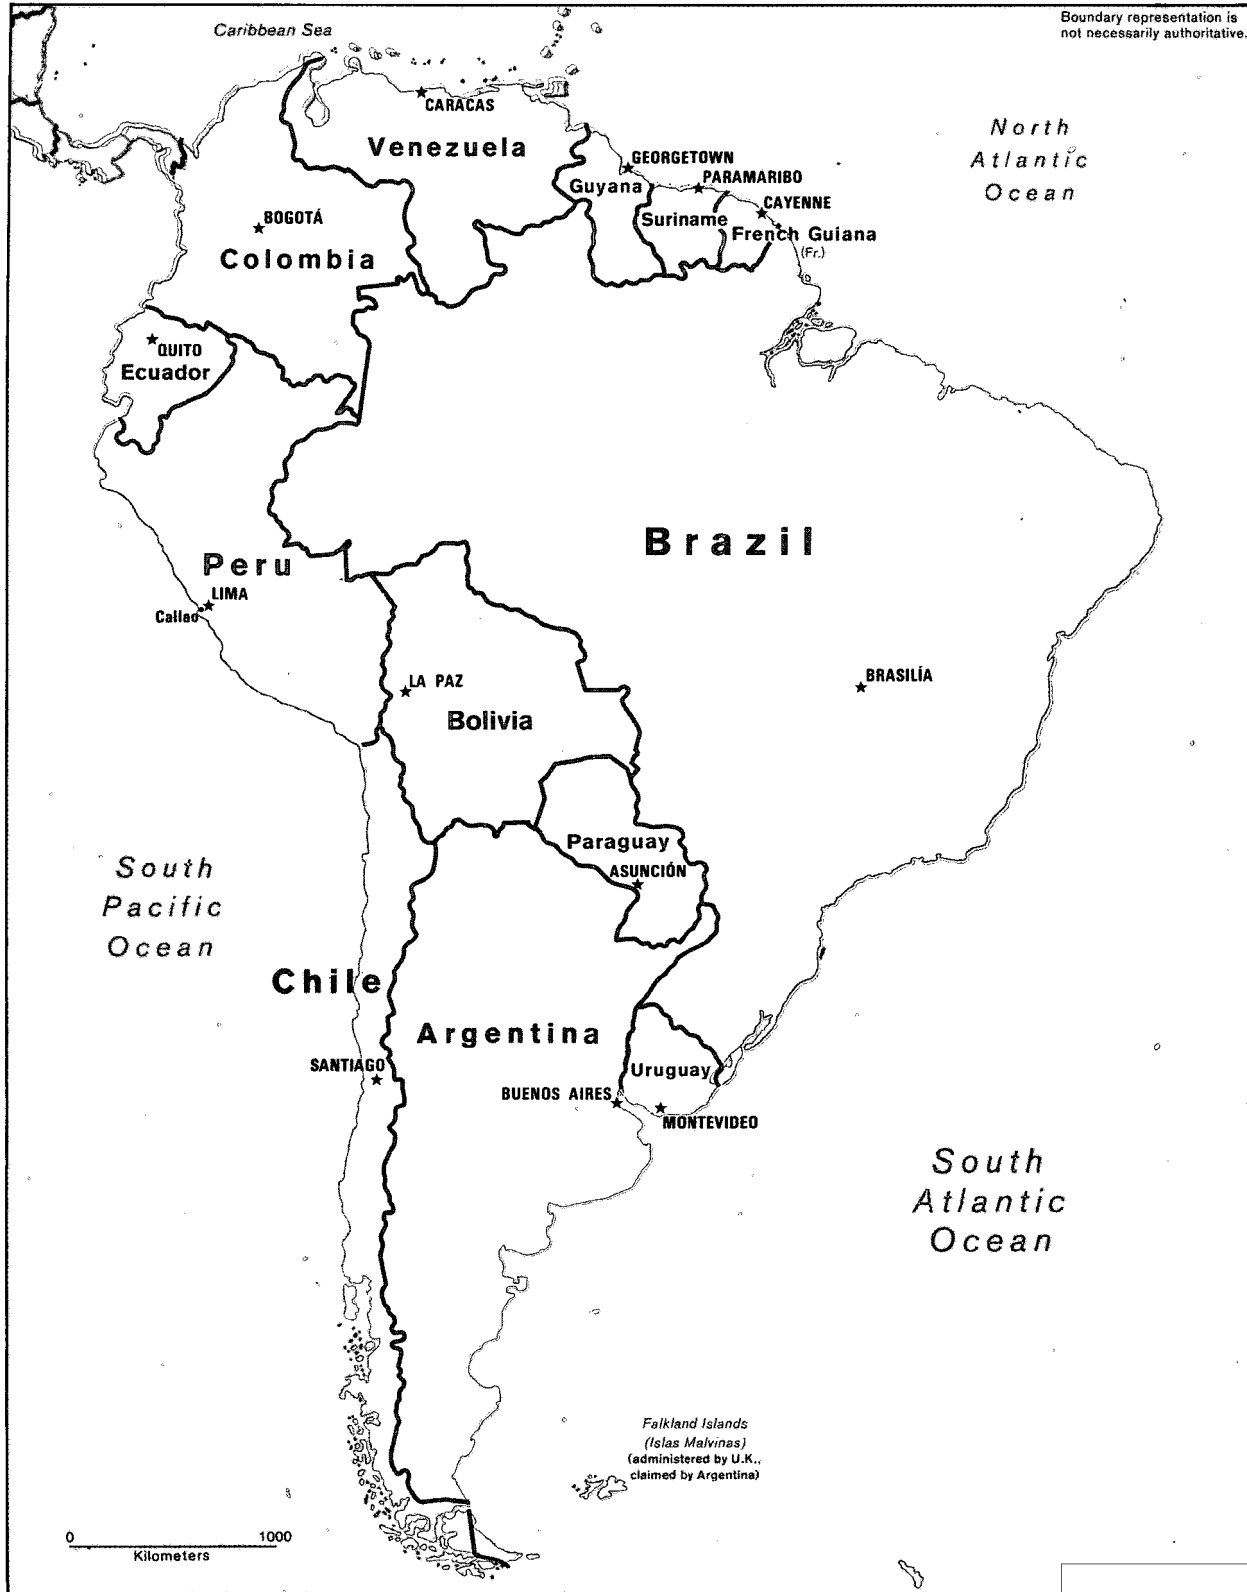 Caribbean Sea
Boundary representation is
not necessarily authoritative.
CARACAS
Venezuela
North
Atlantic
Ocean
GEORGETOWN
Guyana
PARAMARIBO
Suriname
CAYENNE
French Guiana
(Fr.)
BOGOTÁ
Colombia
QUITO
Ecuador
Brazil
Peru
LIMA
Callao
BRASILÍA
LA PAZ
Bolivia
Paraguay
ASUNCIÓN
South
Pacific
Ocean
Chile
Argentina
SANTIAGO
Uruguay
BUENOS AIRES
MONTEVIDEO
South
Atlantic
Ocean
Falkland Islands
(Islas Malvinas)
(administered by U.K.,
claimed by Argentina)
0 1000
Kilometers